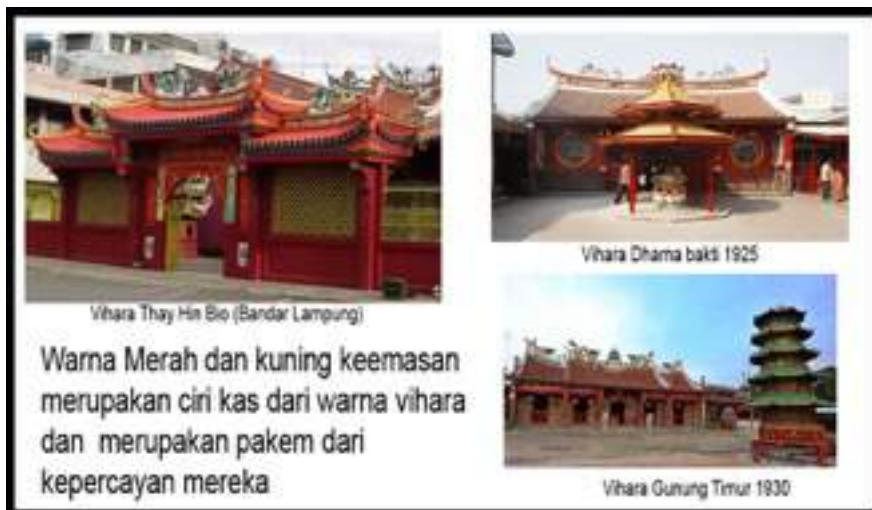 Vihara Thay Hin Bio (Bandar Lampung)
Warna Merah dan kuning keemasan
merupakan ciri kas dari warna vihara
dan merupakan pakem dari
kepercayan mereka
Vihara Dharna bakti 1925
Vihara Gunung Timur 1930